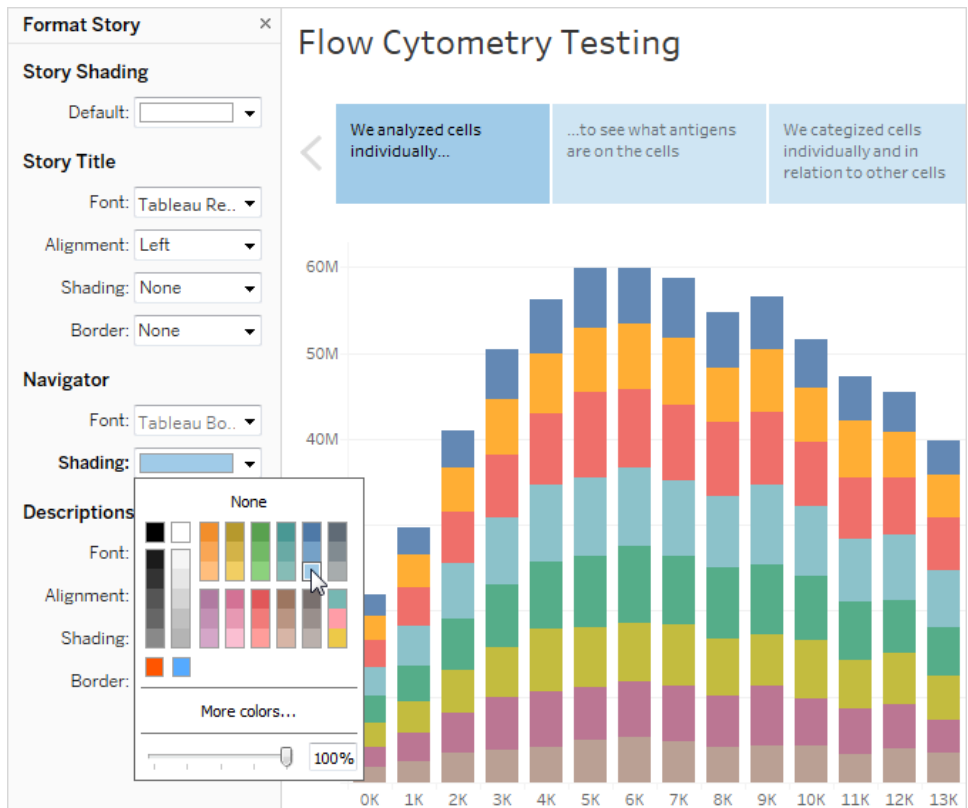 Format Story ×
Story Shading
Default:
Story Title
Font: Tableau Re..
Alignment: Left
Shading: None
Border: None
Navigator
Font: Tableau Bo..
Shading:
None
Descriptions
Font:
Alignment:
Shading:
Border:
More colors...
100%
Flow Cytometry Testing
We analyzed cells
individually...
...to see what antigens
are on the cells
We categized cells
individually and in
relation to other cells
60M
50M
40M
0K 1K 2K 3K 4K 5K 6K 7K 8K 9K 10K 11K 12K 13K